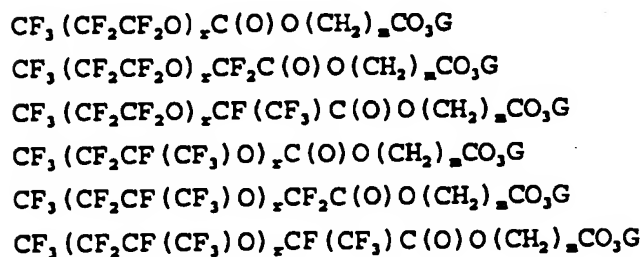 CF₃(CF₂CF₂O)ₓC(O)O(CH₂)ₘCO₃G
CF₃(CF₂CF₂O)ₓCF₂C(O)O(CH₂)ₘCO₃G
CF₃(CF₂CF₂O)ₓCF(CF₃)C(O)O(CH₂)ₘCO₃G
CF₃(CF₂CF(CF₃)O)ₓC(O)O(CH₂)ₘCO₃G
CF₃(CF₂CF(CF₃)O)ₓCF₂C(O)O(CH₂)ₘCO₃G
CF₃(CF₂CF(CF₃)O)ₓCF(CF₃)C(O)O(CH₂)ₘCO₃G